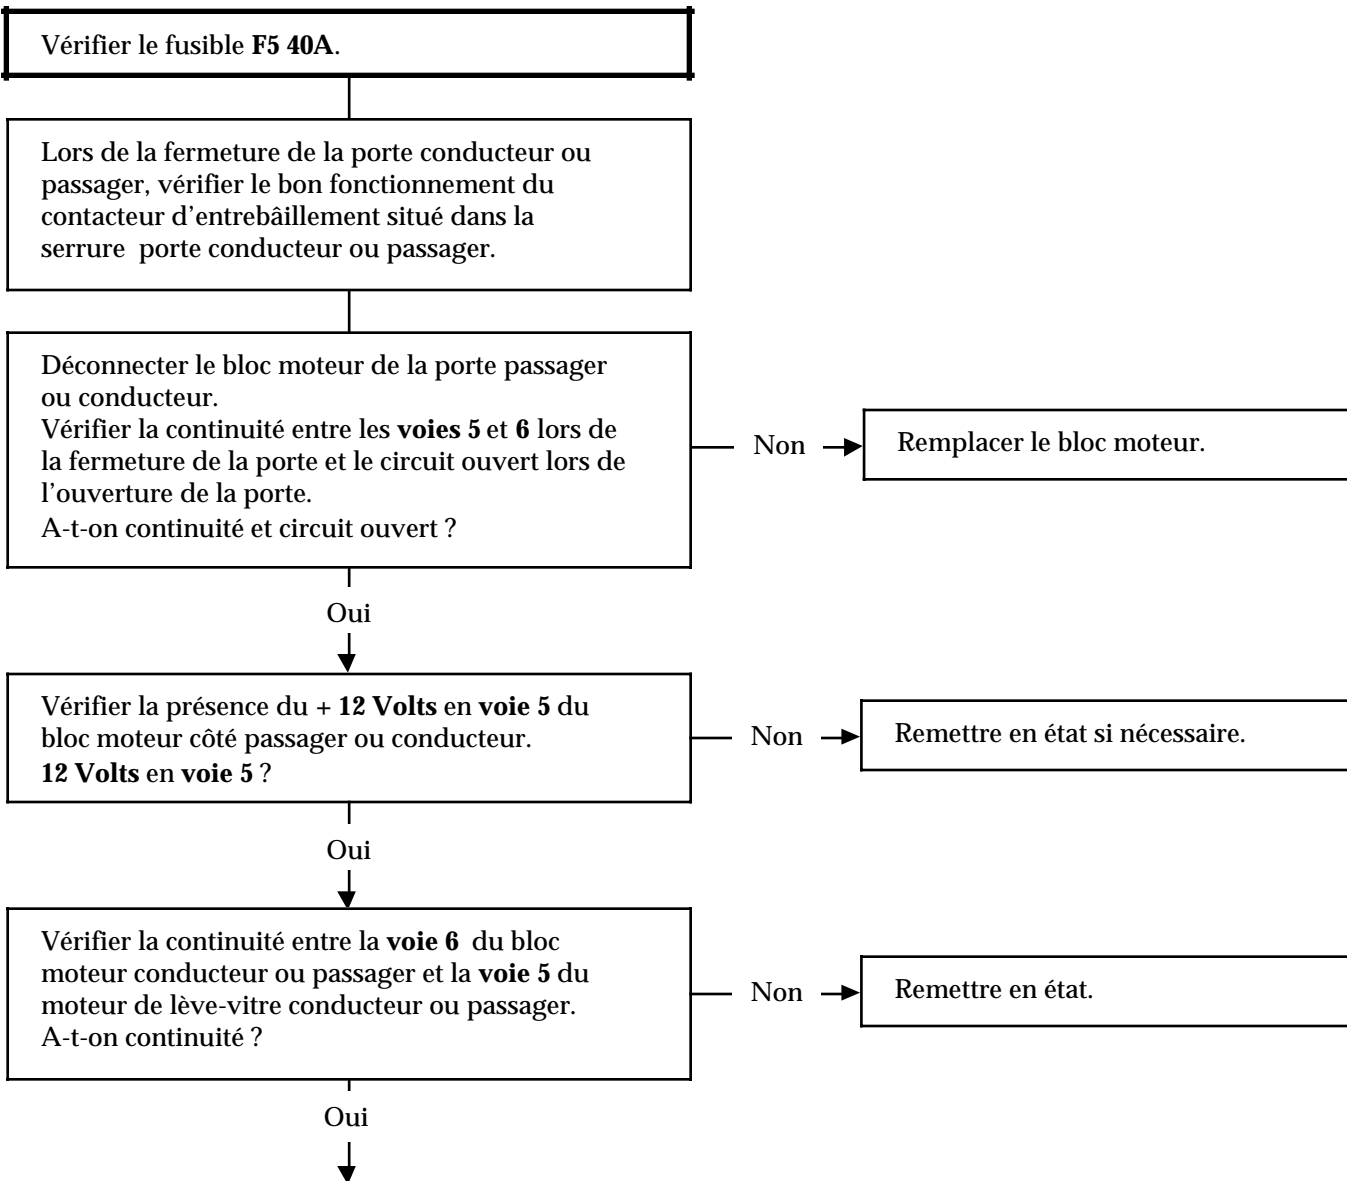 Vérifier le fusible F5 40A.
Lors de la fermeture de la porte conducteur ou
passager, vérifier le bon fonctionnement du
contacteur d'entrebâillement situé dans la
serrure porte conducteur ou passager.
Déconnecter le bloc moteur de la porte passager
ou conducteur.
Vérifier la continuité entre les voies 5 et 6 lors de
la fermeture de la porte et le circuit ouvert lors de
l'ouverture de la porte.
A-t-on continuité et circuit ouvert ?
Non
Remplacer le bloc moteur.
Oui
Vérifier la présence du + 12 Volts en voie 5 du
bloc moteur côté passager ou conducteur.
12 Volts en voie 5 ?
Non
Remettre en état si nécessaire.
Oui
Vérifier la continuité entre la voie 6 du bloc
moteur conducteur ou passager et la voie 5 du
moteur de lève-vitre conducteur ou passager.
A-t-on continuité ?
Non
Remettre en état.
Oui